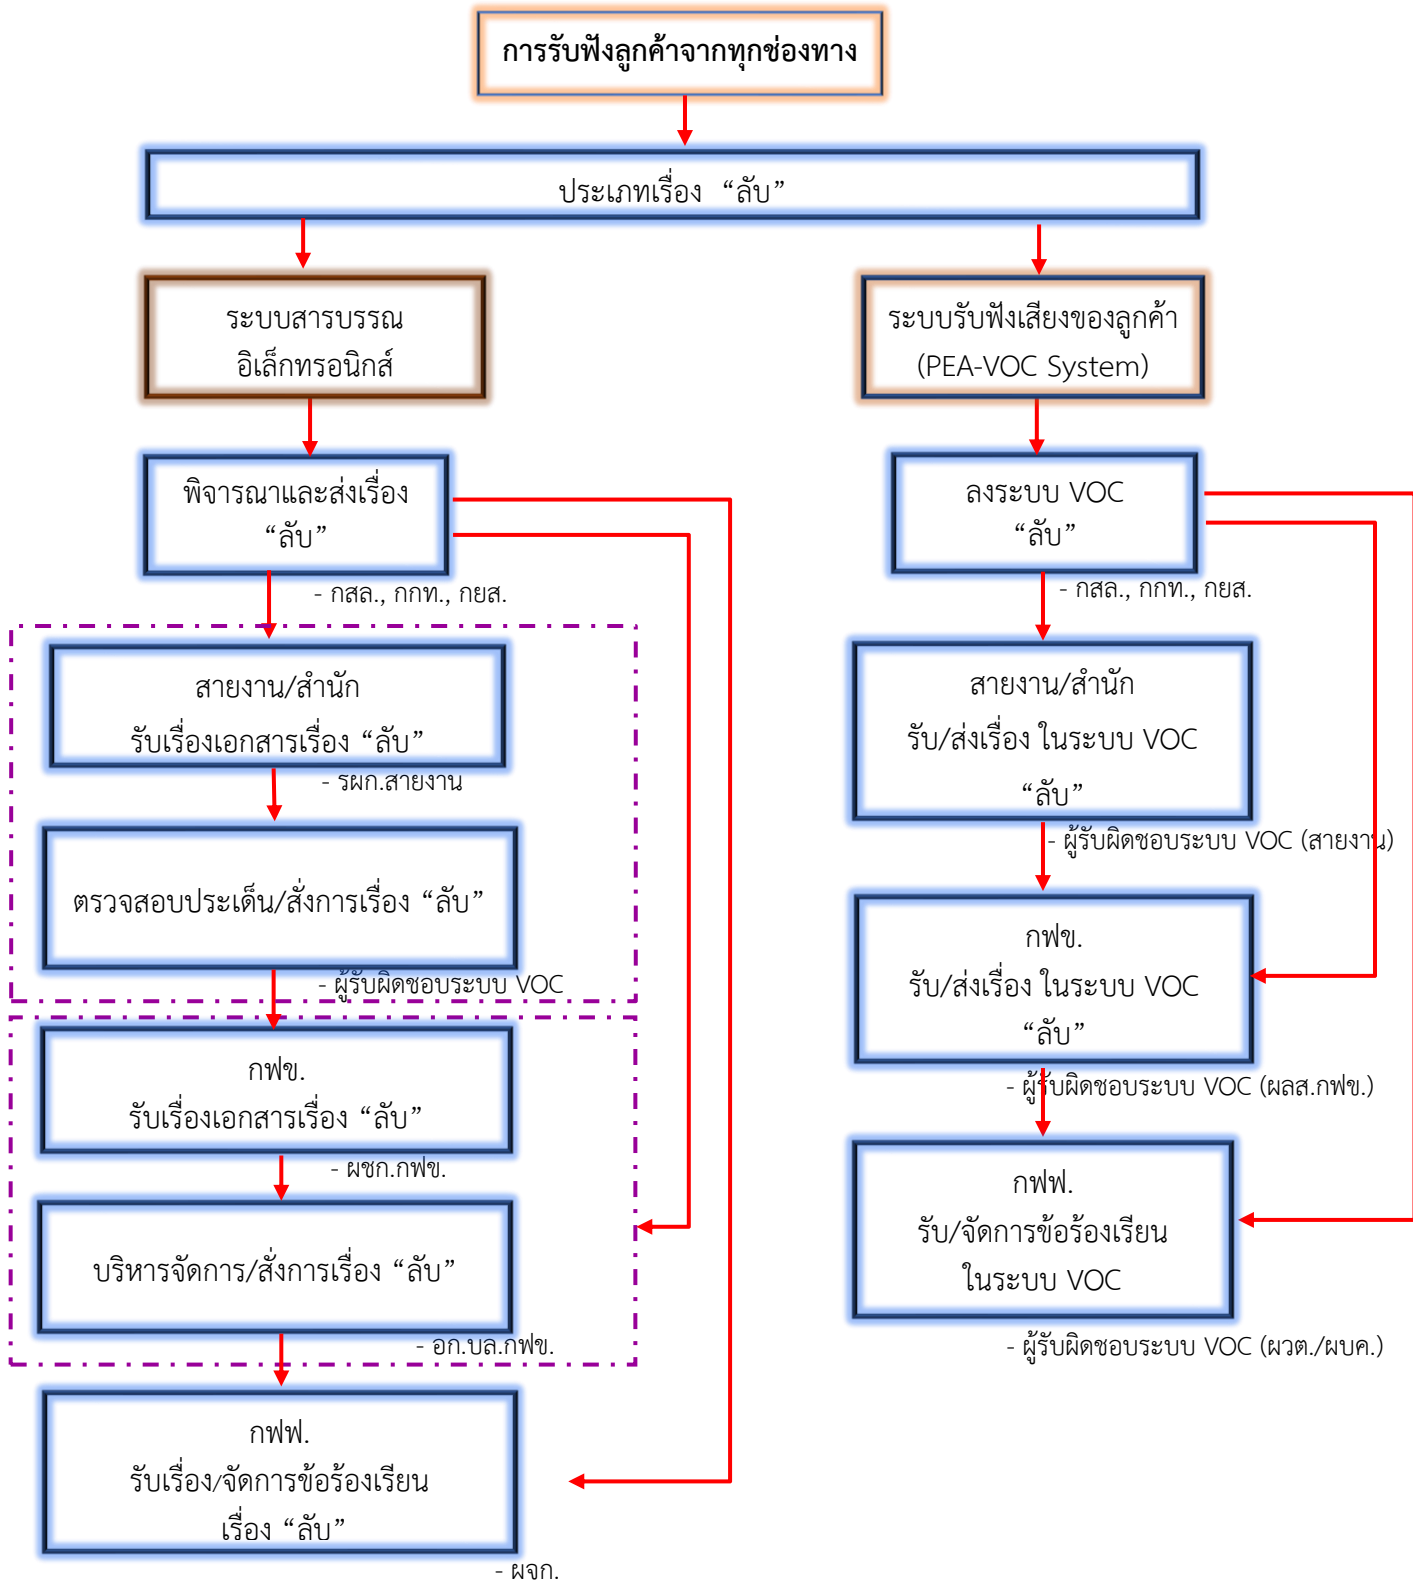 การรับฟังลูกค้าจากทุกช่องทาง
ประเภทเรื่อง “ลับ”
ระบบสารบรรณ
อิเล็กทรอนิกส์
พิจารณาและส่งเรื่อง
“ลับ”
- กสล., กกท., กยส.
สายงาน/สำนัก
รับเรื่องเอกสารเรื่อง “ลับ”
- รผก.สายงาน
ตรวจสอบประเด็น/สั่งการเรื่อง “ลับ”
- ผู้รับผิดชอบระบบ VOC
กฟข.
รับเรื่องเอกสารเรื่อง “ลับ”
- ผชก.กฟข.
บริหารจัดการ/สั่งการเรื่อง “ลับ”
- อก.บล.กฟข.
กฟฟ.
รับเรื่อง/จัดการข้อร้องเรียน
เรื่อง “ลับ”
- ผจก.
ระบบรับฟังเสียงของลูกค้า
(PEA-VOC System)
ลงระบบ VOC
“ลับ”
- กสล., กกท., กยส.
สายงาน/สำนัก
รับ/ส่งเรื่อง ในระบบ VOC
“ลับ”
- ผู้รับผิดชอบระบบ VOC (สายงาน)
กฟข.
รับ/ส่งเรื่อง ในระบบ VOC
“ลับ”
- ผู้รับผิดชอบระบบ VOC (ผลส.กฟข.)
กฟฟ.
รับ/จัดการข้อร้องเรียน
ในระบบ VOC
- ผู้รับผิดชอบระบบ VOC (ผวต./ผบค.)